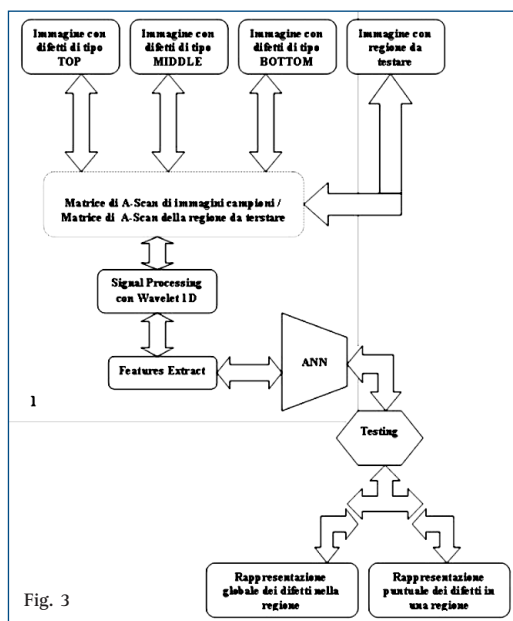 Immagine con
difetti di tipo
TOP
Immagine con
difetti di tipo
MIDDLE
Immagine con
difetti di tipo
BOTTOM
Immagine con
regione da
testare
Matrice di A-Scan di immagini campioni /
Matrice di A-Scan della regione da terstare
Signal Processing
con Wavelet 1D
Features Extract
ANN
1
Testing
Rappresentazione
globale dei difetti nella
regione
Rappresentazione
puntuale dei difetti in
una regione
Fig. 3